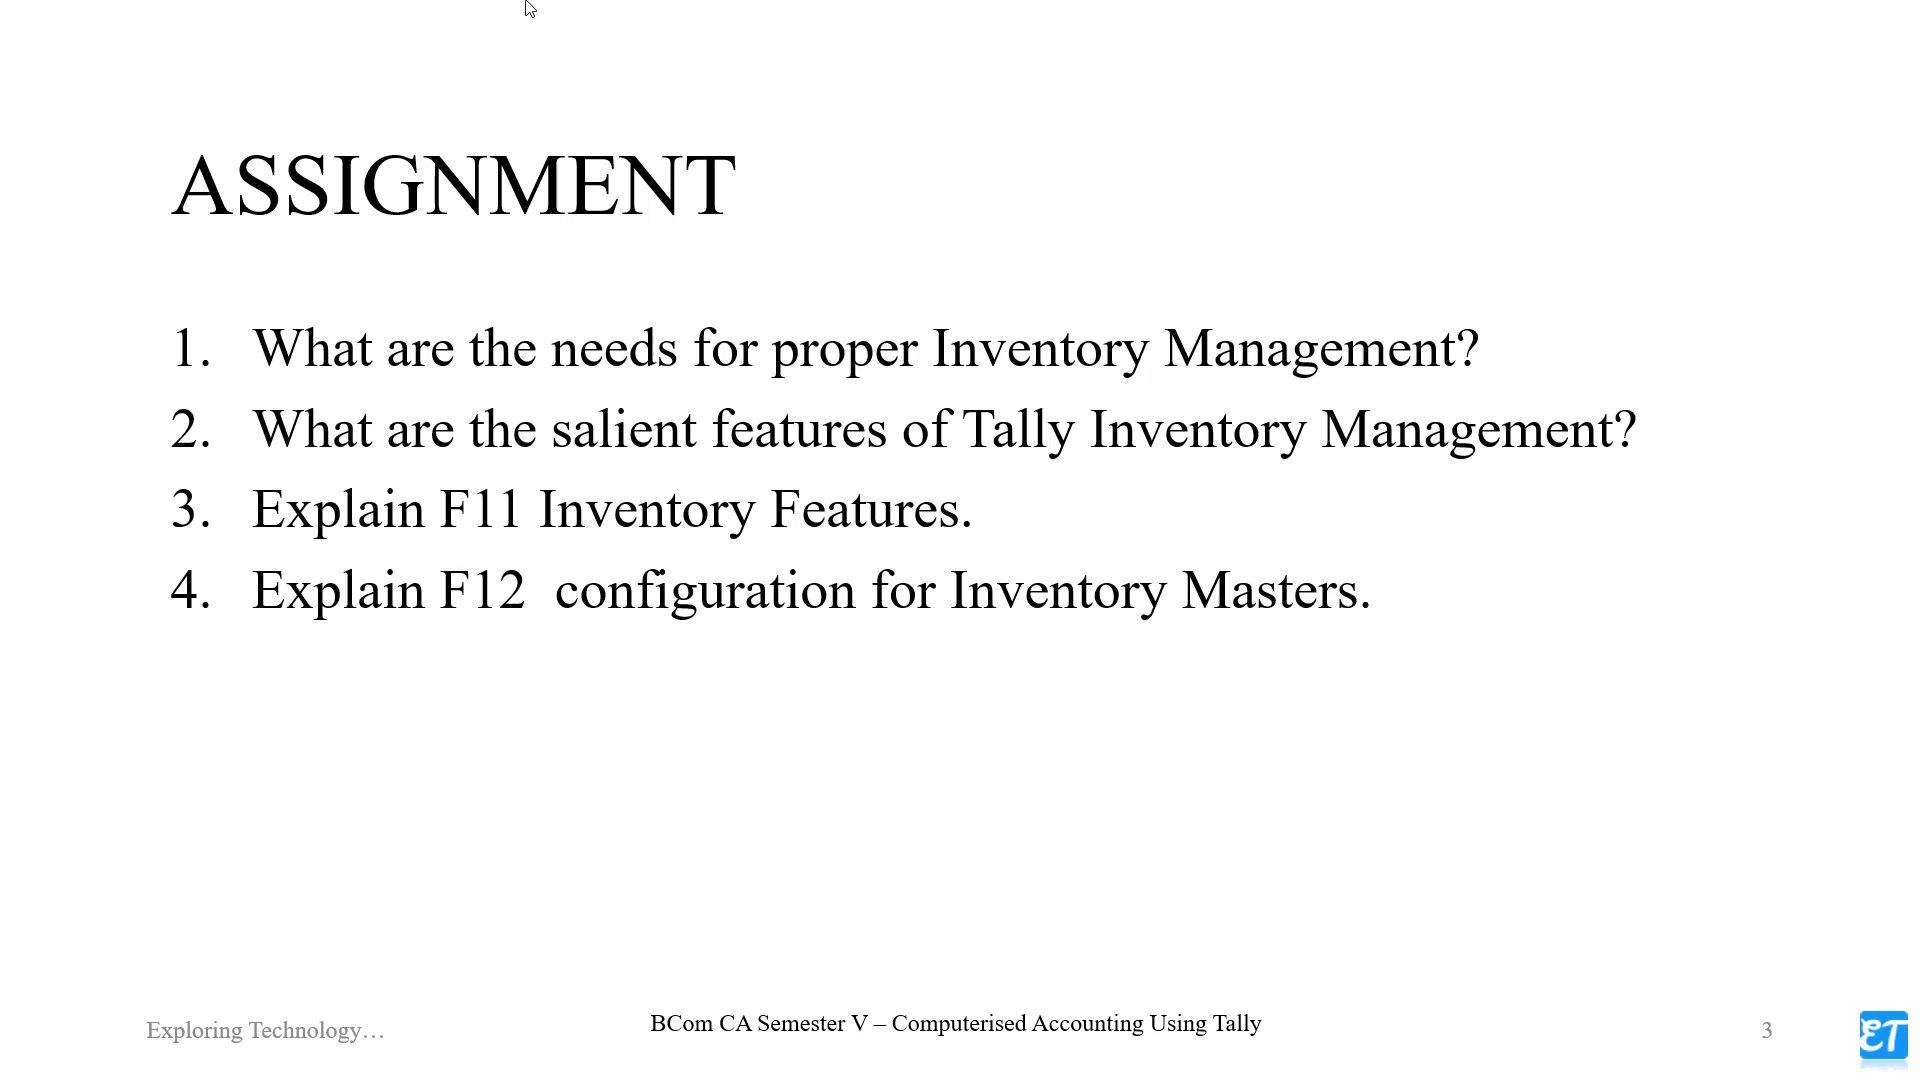 ASSIGNMENT
1. What are the needs for proper Inventory Management?
2. What are the salient features of Tally Inventory Management?
3. Explain F11 Inventory Features.
4. Explain F12  configuration for Inventory Masters.
Exploring Technology…
BCom CA Semester V – Computerised Accounting Using Tally
3
ET